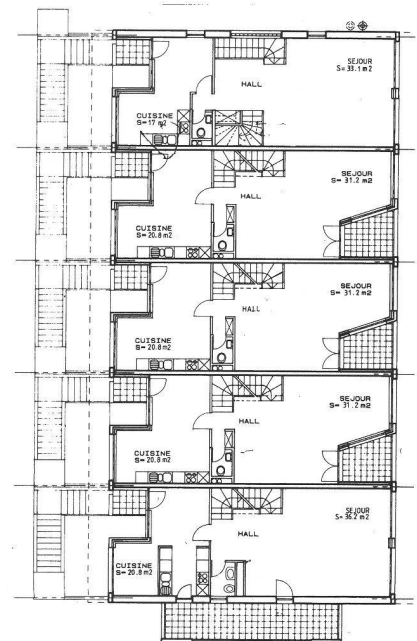 SEJOUR
S= 33.1 m2
HALL
CUISINE
S= 17 m2
SEJOUR
S= 31.2 m2
HALL
CUISINE
S= 20.8 m2
SEJOUR
S= 31.2 m2
HALL
CUISINE
S= 20.8 m2
SEJOUR
S= 31.2 m2
HALL
CUISINE
S= 20.8 m2
SEJOUR
S= 36.2 m2
HALL
CUISINE
S= 20.8 m2